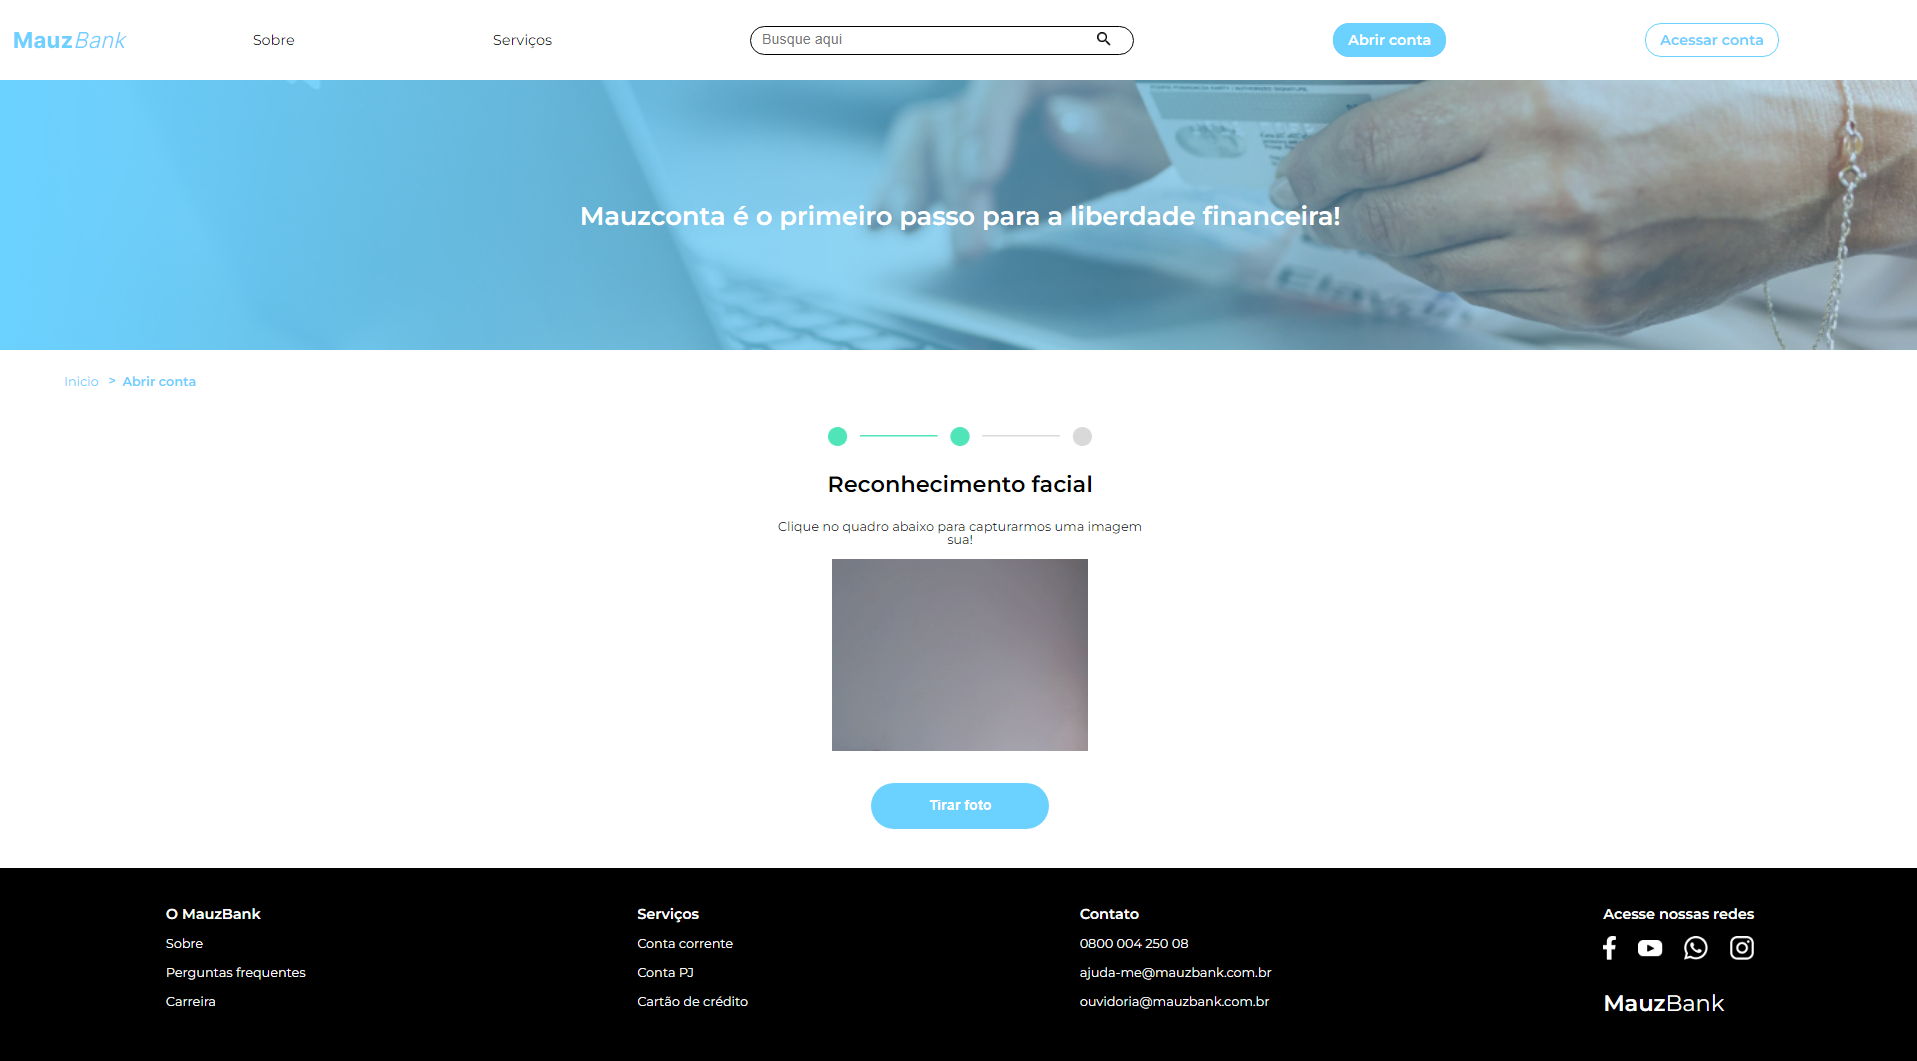 MauzBank
Sobre
Serviços
Busque aqui
Abrir conta
Acessar conta
Mauzconta é o primeiro passo para a liberdade financeira!
Inicio > Abrir conta
Reconhecimento facial
Clique no quadro abaixo para capturarmos uma imagem
sua!
Tirar foto
O MauzBank
Sobre
Perguntas frequentes
Carreira
Serviços
Conta corrente
Conta PJ
Cartão de crédito
Contato
0800 004 250 08
ajuda-me@mauzbank.com.br
ouvidoria@mauzbank.com.br
Acesse nossas redes
MauzBank